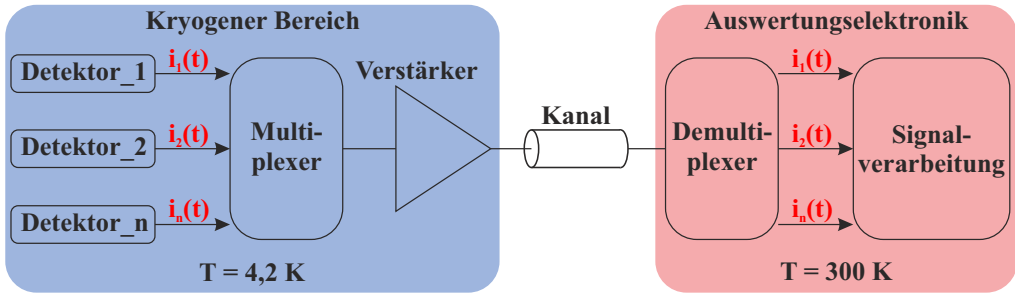 Kryogener Bereich
Detektor_1
i₁(t)
Detektor_2
i₂(t)
Detektor_n
iₙ(t)
Multi-
plexer
Verstärker
T = 4,2 K
Kanal
Auswertungselektronik
Demulti-
plexer
i₁(t)
i₂(t)
iₙ(t)
Signal-
verarbeitung
T = 300 K